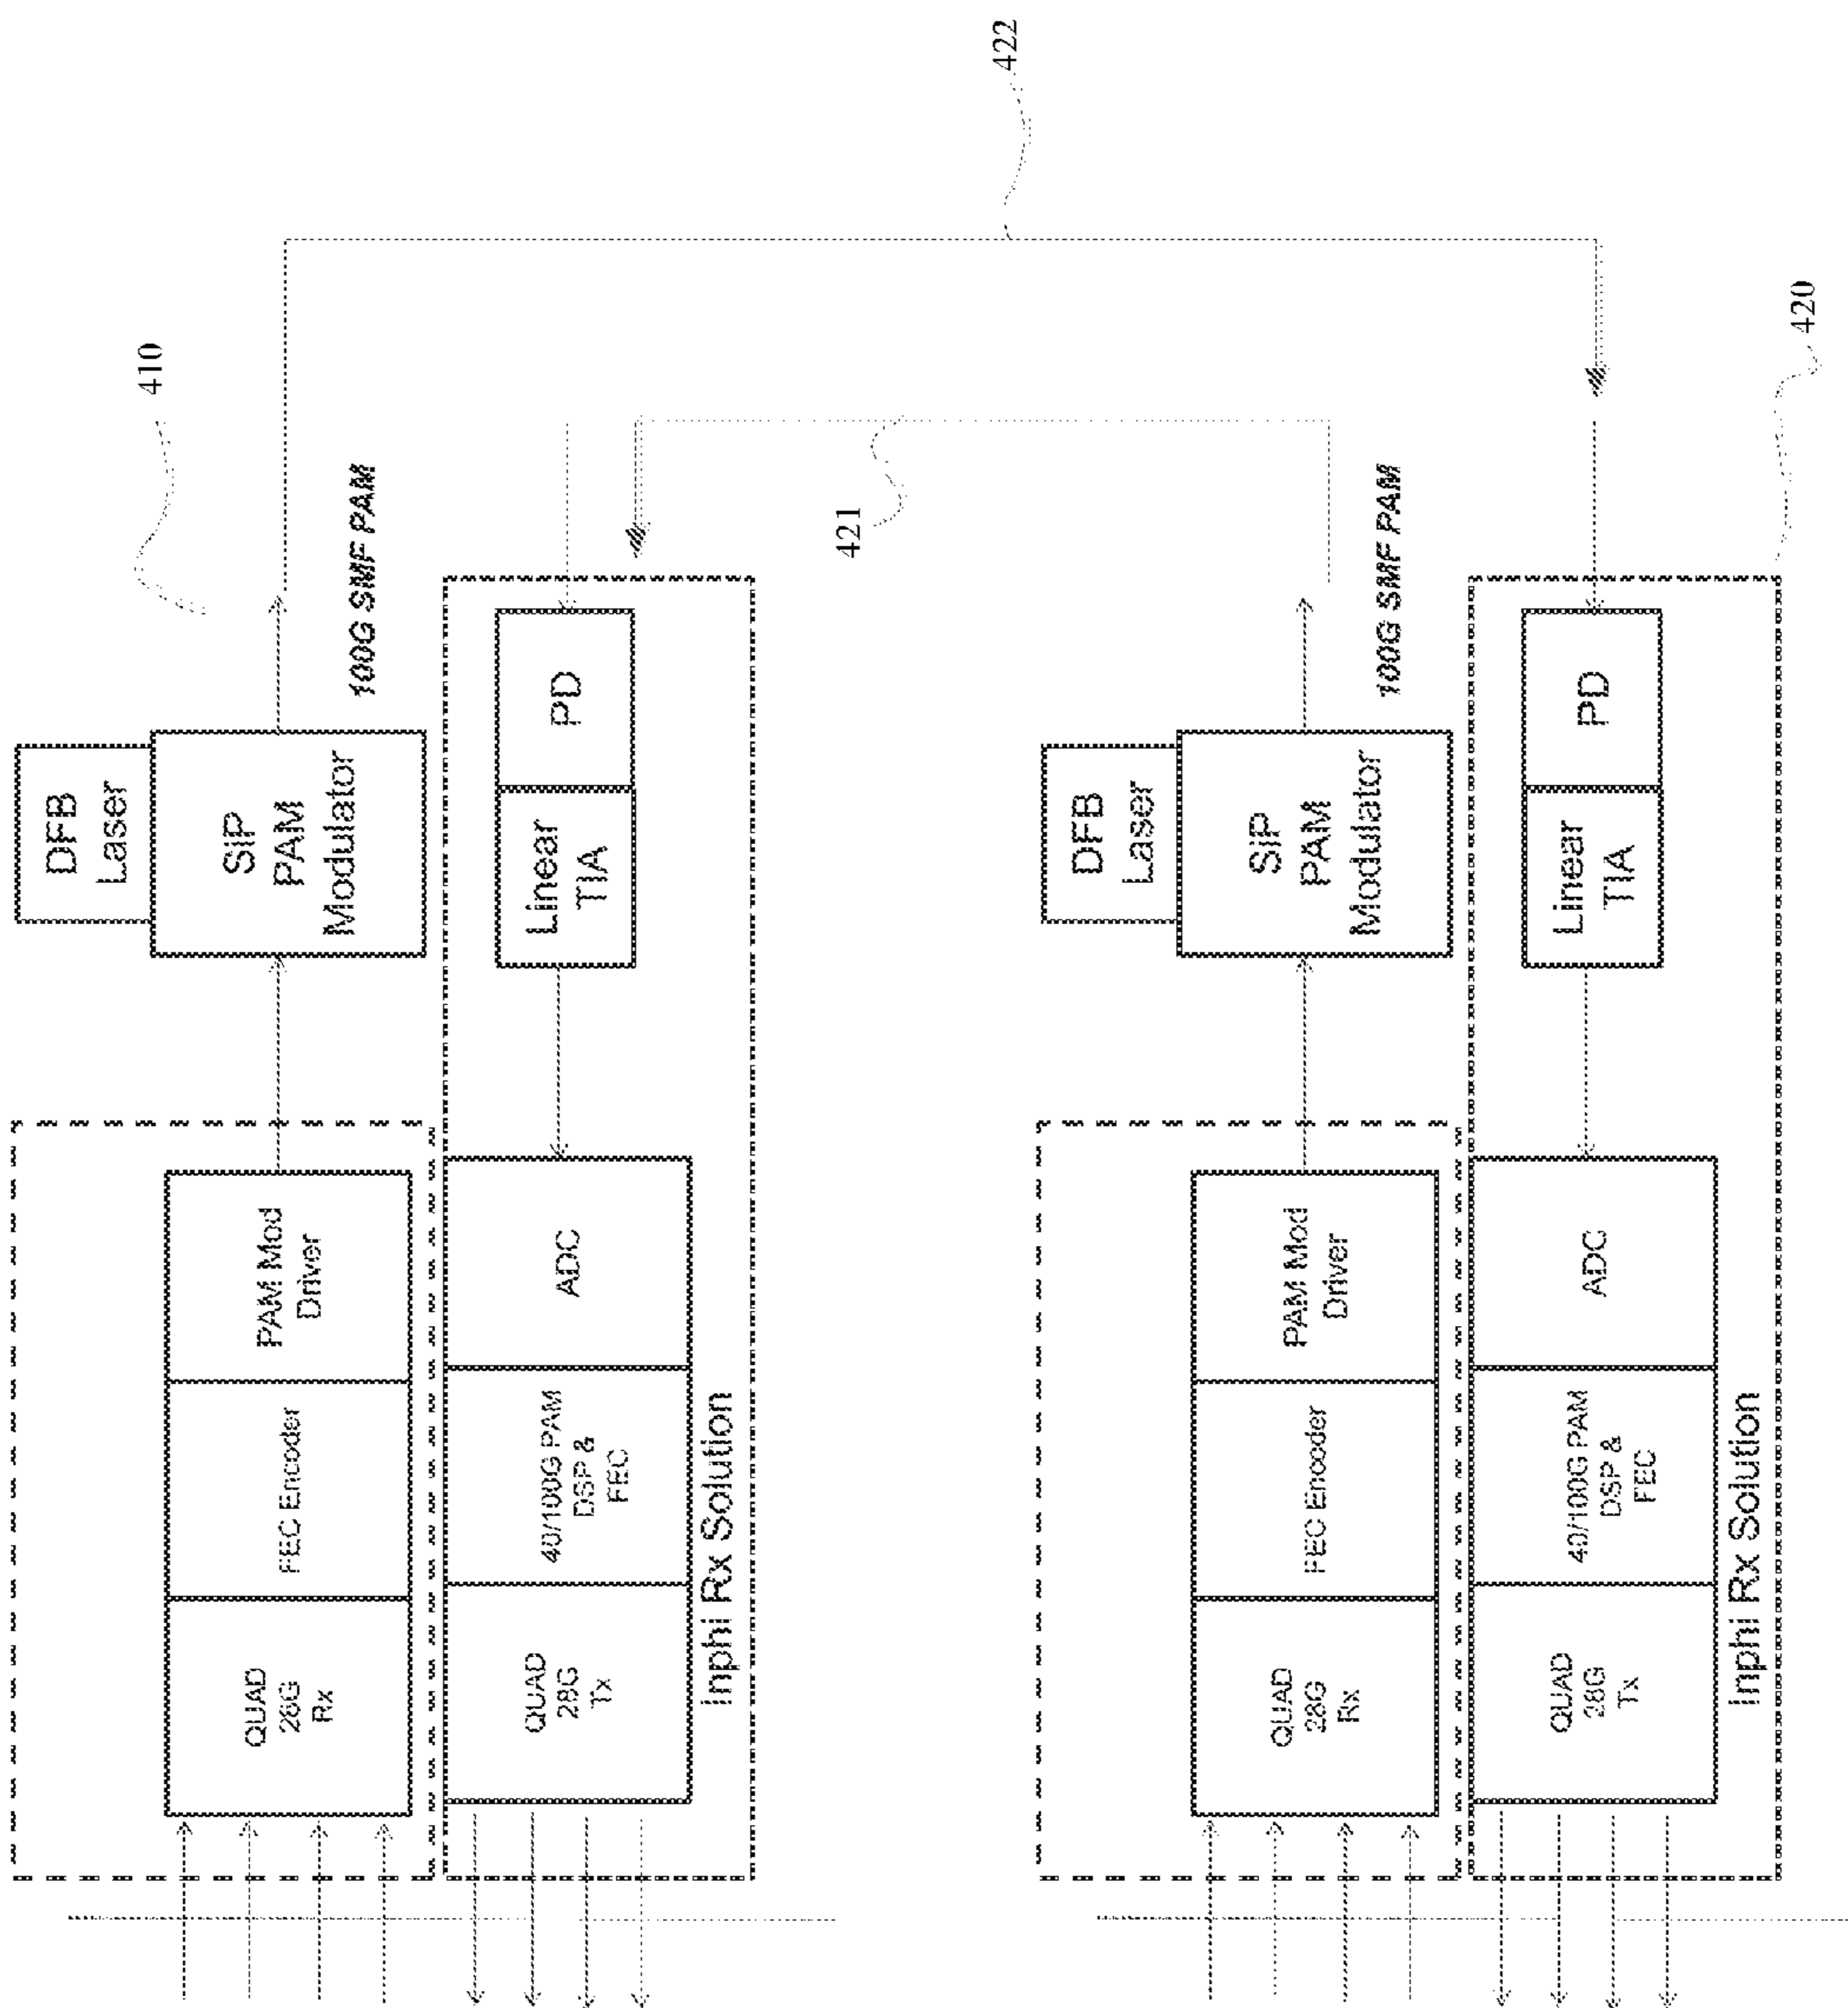 422
410
DFB
Laser
SiP
PAM
Modulator
100G SMF PAM
QUAD
28G
Rx
FEC Encoder
PAM Mod
Driver
PD
Linear
TIA
ADC
40/100G PAM
DSP &
FEC
QUAD
28G
Tx
Inphi Rx Solution
421
DFB
Laser
SiP
PAM
Modulator
100G SMF PAM
QUAD
28G
Rx
FEC Encoder
PAM Mod
Driver
PD
Linear
TIA
ADC
40/100G PAM
DSP &
FEC
QUAD
28G
Tx
Inphi Rx Solution
420